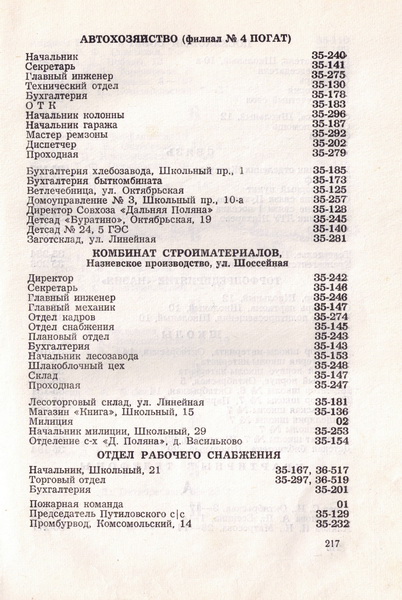 АВТОХОЗЯЙСТВО (филиал № 4 ПОГАТ)
Начальник 35-240
Секретарь 35-141
Главный инженер 35-275
Технический отдел 35-130
Бухгалтерия 35-178
О Т К 35-183
Начальник колонны 35-296
Начальник гаража 35-187
Мастер ремзоны 35-292
Диспетчер 35-202
Проходная 35-279
Бухгалтерия хлебозавода, Школьный пр., 1 35-185
Бухгалтерия быткомбината 35-173
Ветлечебница, ул. Октябрьская 35-125
Домоуправление № 3, Школьный пр., 10-а 35-257
Директор Совхоза «Дальняя Поляна» 35-128
Детсад «Буратино», Октябрьская, 19 35-245
Детсад № 24, 5 ГЭС 35-140
Заготсклад, ул. Линейная 35-281
КОМБИНАТ СТРОИМАТЕРИАЛОВ,
Назиевское производство, ул. Шоссейная
Директор 35-242
Секретарь 35-146
Главный инженер 35-246
Главный механик 35-147
Отдел кадров 35-274
Отдел снабжения 35-145
Плановый отдел 35-243
Бухгалтерия 35-143
Начальник лесозавода 35-153
Шлакоблочный цех 35-248
Склад 35-147
Проходная 35-247
Лесоторговый склад, ул. Линейная 35-181
Магазин «Книга», Школьный, 15 35-136
Милиция 02
Начальник милиции, Школьный, 29 35-253
Отделение с-х «Д. Поляна», д. Васильково 35-154
ОТДЕЛ РАБОЧЕГО СНАБЖЕНИЯ
Начальник, Школьный, 21 35-167, 36-517
Торговый отдел 35-297, 36-519
Бухгалтерия 35-201
Пожарная команда 01
Председатель Путиловского с|с 35-129
Промбурвод, Комсомольский, 14 35-232
217